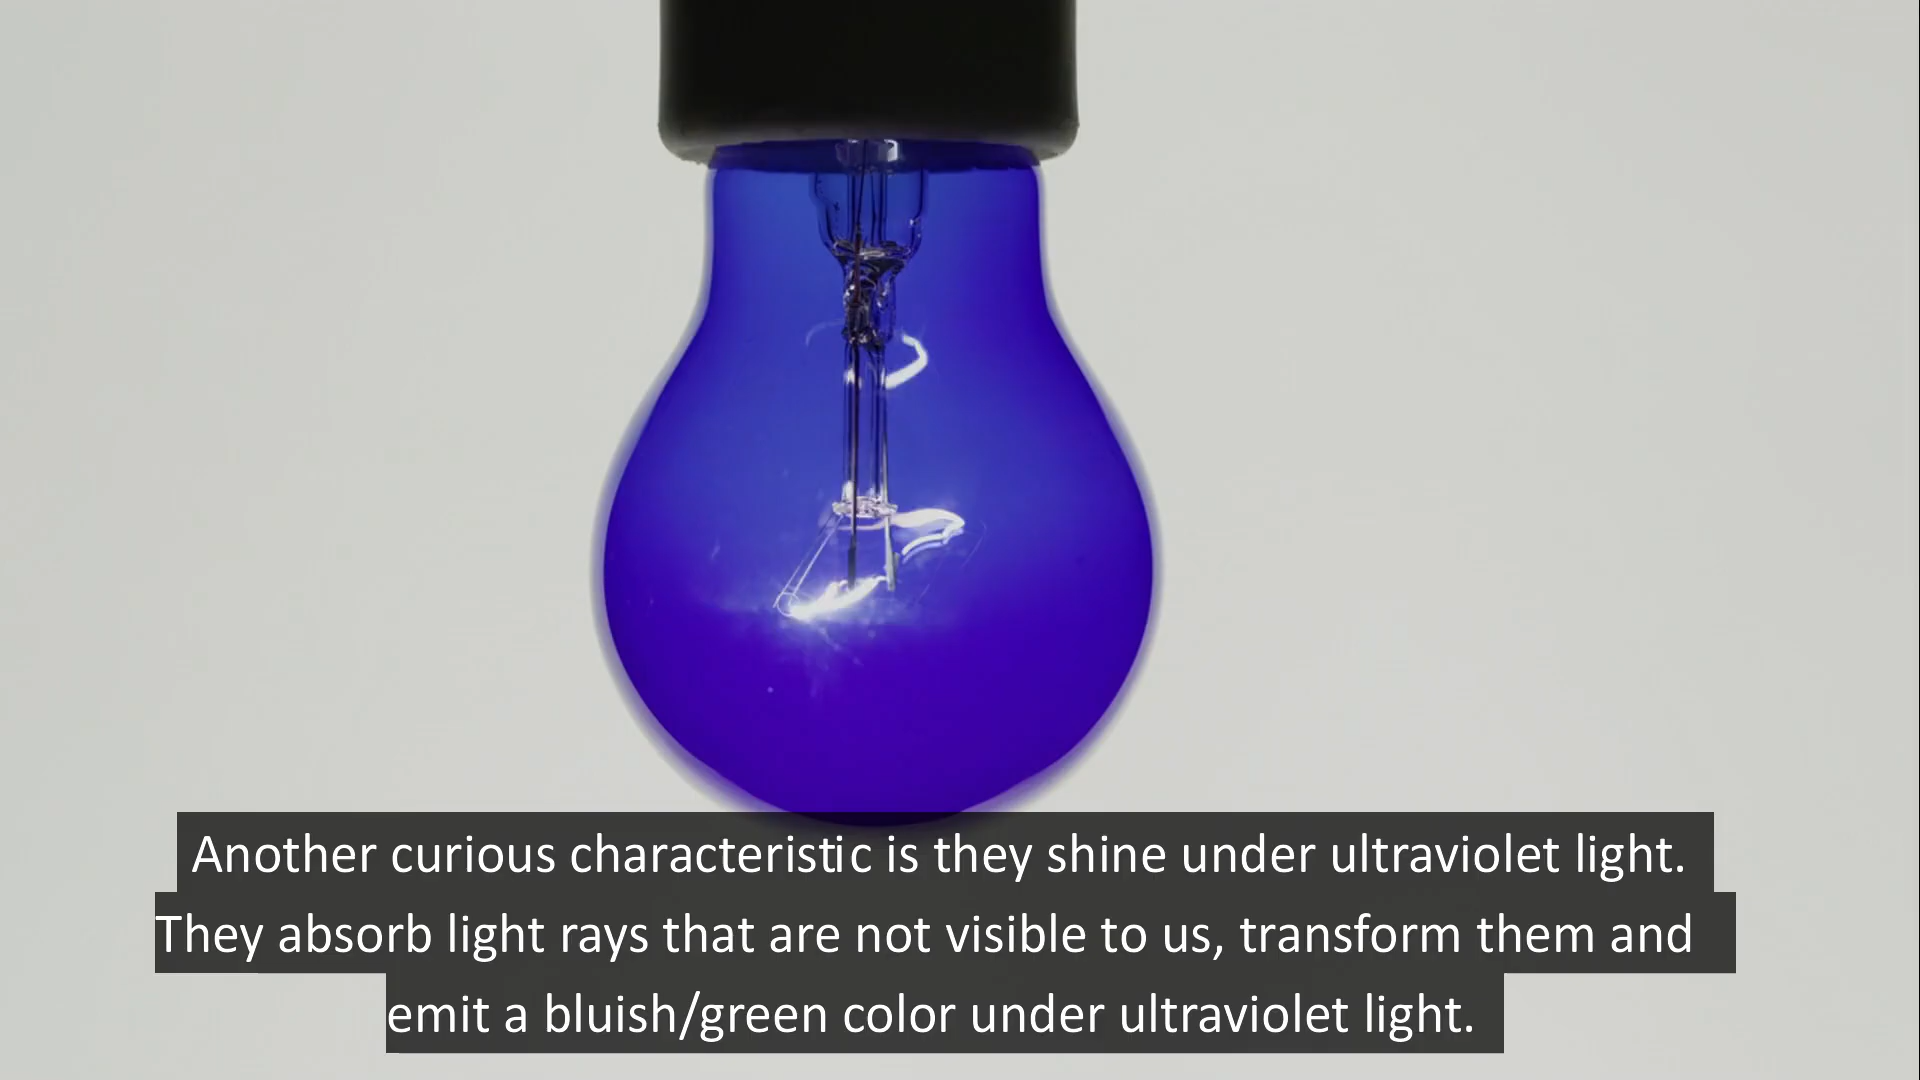 Another curious characteristic is they shine under ultraviolet light.
They absorb light rays that are not visible to us, transform them and
emit a bluish/green color under ultraviolet light.